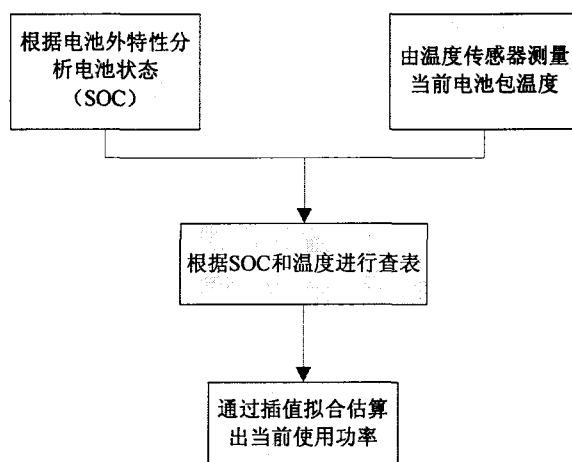 根据电池外特性分
析电池状态
（SOC）
由温度传感器测量
当前电池包温度
根据SOC和温度进行查表
通过插值拟合估算
出当前使用功率